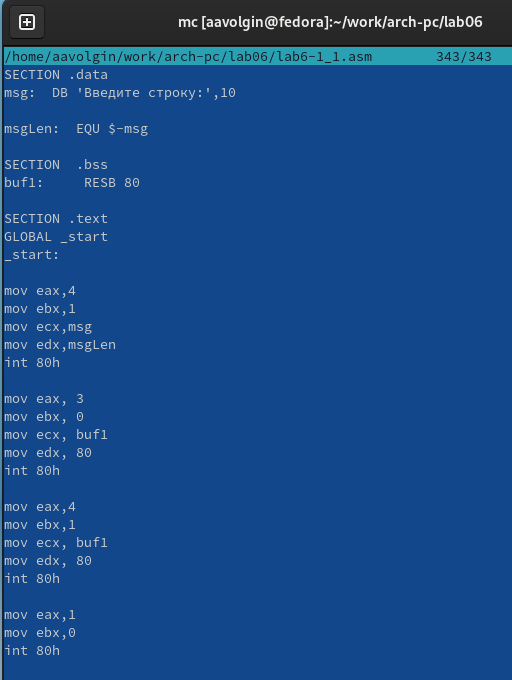 mc [aavolgin@fedora]:~/work/arch-pc/lab06
/home/aavolgin/work/arch-pc/lab06/lab6-1_1.asm 343/343
SECTION .data
msg: DB 'Введите строку:',10
msgLen: EQU $-msg
SECTION .bss
buf1: RESB 80
SECTION .text
GLOBAL _start
_start:
mov eax,4
mov ebx,1
mov ecx,msg
mov edx,msgLen
int 80h
mov eax, 3
mov ebx, 0
mov ecx, buf1
mov edx, 80
int 80h
mov eax,4
mov ebx,1
mov ecx, buf1
mov edx, 80
int 80h
mov eax,1
mov ebx,0
int 80h